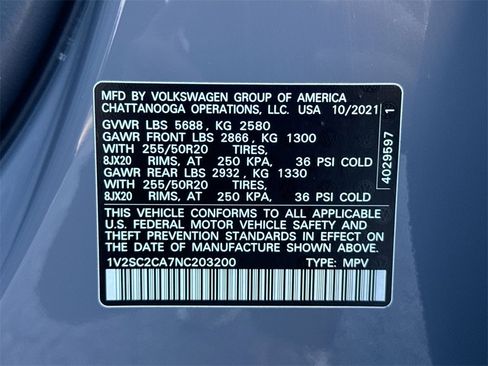 MFD BY VOLKSWAGEN GROUP OF AMERICA
CHATTANOOGA OPERATIONS, LLC. USA 10/2021
GVWR LBS 5688, KG 2580
GAWR FRONT LBS 2866, KG 1300
WITH 255/50R20 TIRES,
8JX20 RIMS, AT 250 KPA, 36 PSI COLD
GAWR REAR LBS 2932, KG 1330
WITH 255/50R20 TIRES,
8JX20 RIMS, AT 250 KPA, 36 PSI COLD
THIS VEHICLE CONFORMS TO ALL APPLICABLE
U.S. FEDERAL MOTOR VEHICLE SAFETY AND
THEFT PREVENTION STANDARDS IN EFFECT ON
THE DATE OF MANUFACTURE SHOWN ABOVE.
1V2SC2CA7NC203200 TYPE: MPV
4029597 1